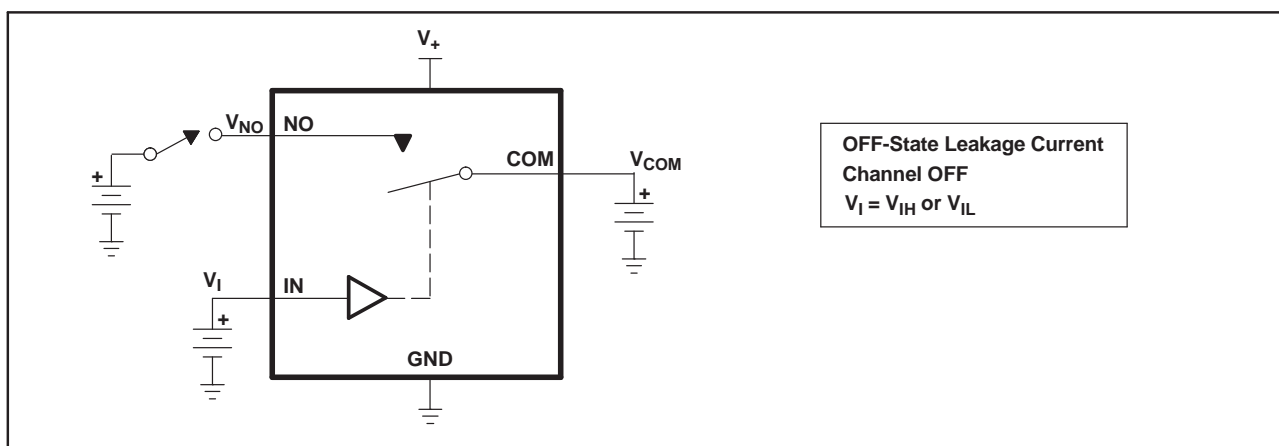 V+
VNO NO
COM VCOM
+
+
VI IN
+
GND
OFF-State Leakage Current
Channel OFF
VI = VIH or VIL